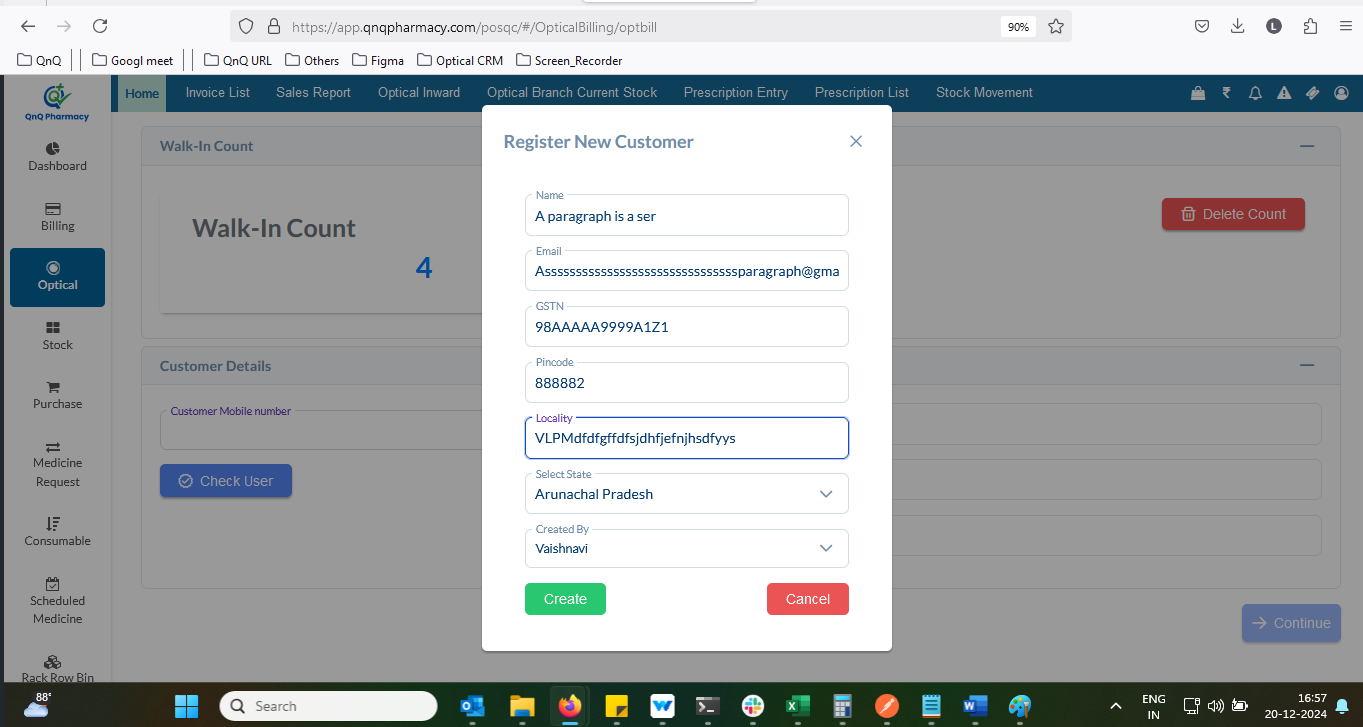 https://app.qnqpharmacy.com/posqc/#/OpticalBilling/optbill
90%
L
QnQ
Googl meet
QnQ URL
Others
Figma
Optical CRM
Screen_Recorder
QnQ Pharmacy
Home
Invoice List
Sales Report
Optical Inward
Optical Branch Current Stock
Prescription Entry
Prescription List
Stock Movement
Dashboard
Billing
Optical
Stock
Purchase
Medicine
Request
Consumable
Scheduled
Medicine
Rack Row Bin
Walk-In Count
Walk-In Count
4
Delete Count
Customer Details
Customer Mobile number
Check User
Continue
Register New Customer
Name
A paragraph is a ser
Email
GSTN
98AAAAA9999A1Z1
Pincode
888882
Locality
VLPMdfdfgffdfsjdhfjefnjhsdfyys
Select State
Arunachal Pradesh
Created By
Vaishnavi
Create
Cancel
88°
Search
ENG
IN
16:57
20-12-2024